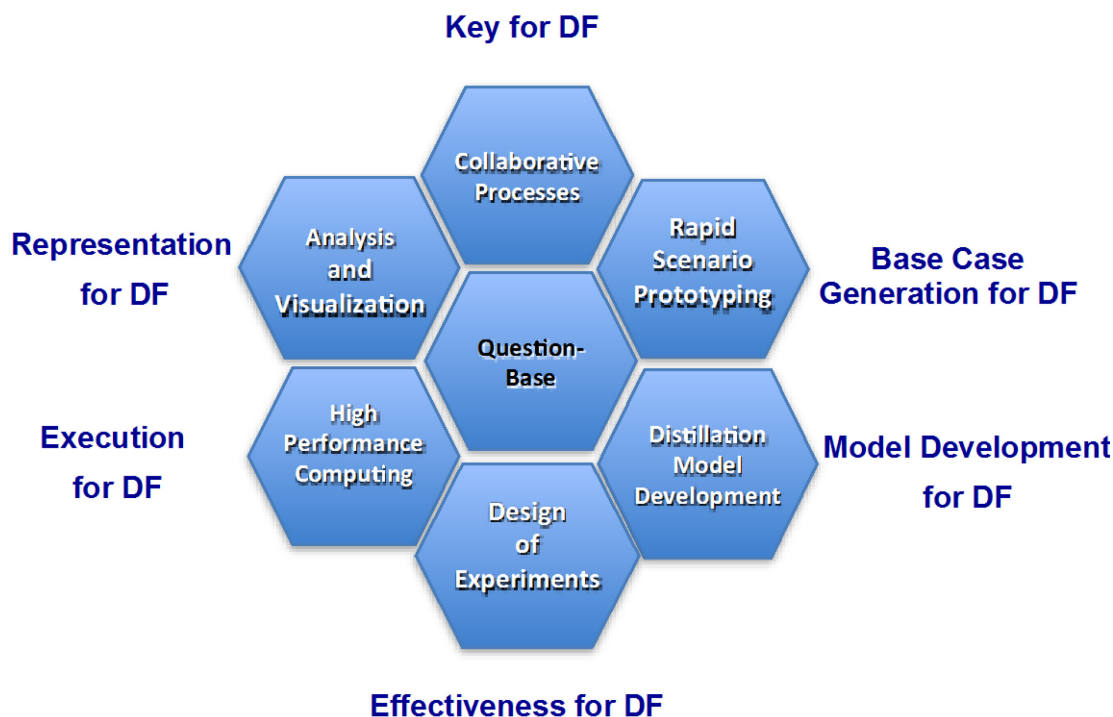 Key for DF
Collaborative
Processes
Representation
for DF
Analysis
and
Visualization
Rapid
Scenario
Prototyping
Base Case
Generation for DF
Question-
Base
Execution
for DF
High
Performance
Computing
Distillation
Model
Development
Model Development
for DF
Design
of
Experiments
Effectiveness for DF